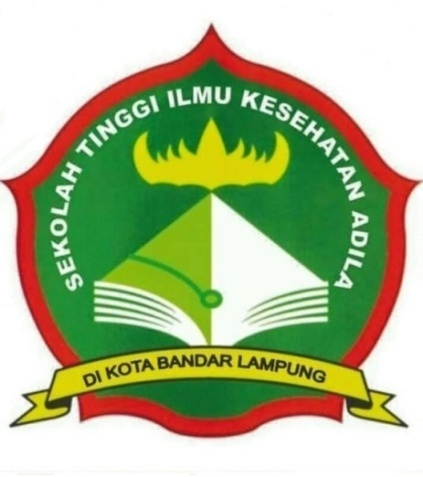 SEKOLAH TINGGI ILMU KESEHATAN ADILA
DI KOTA BANDAR LAMPUNG